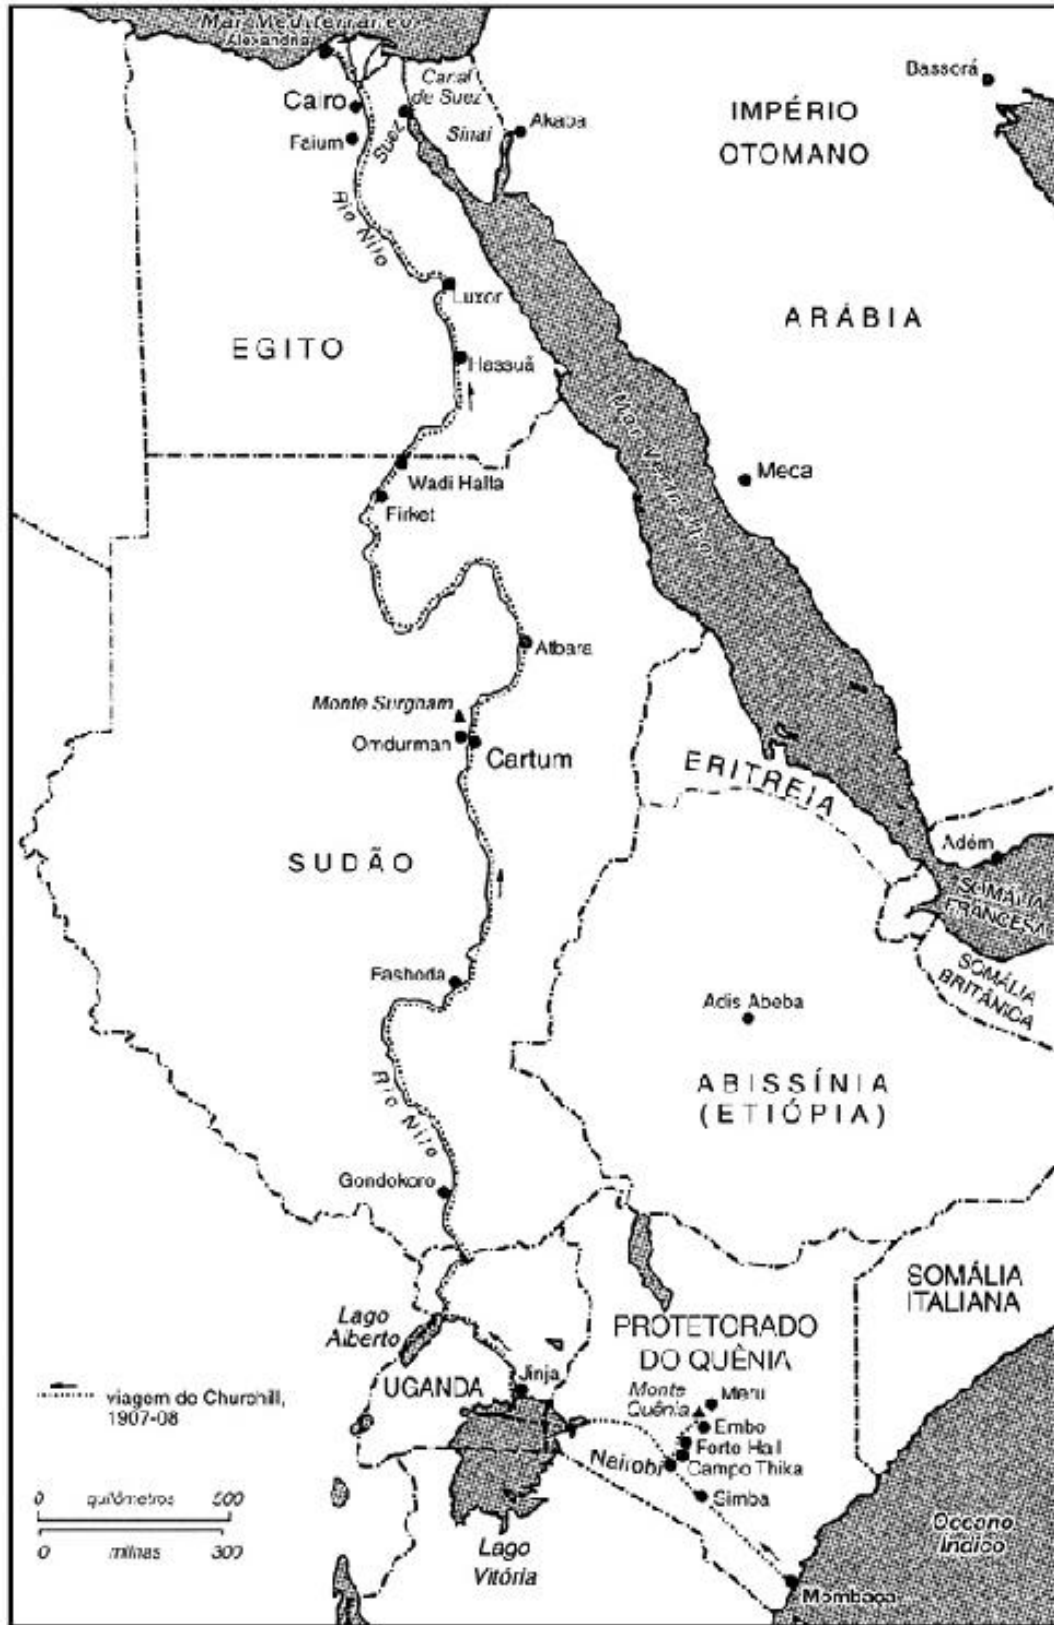 Mar Mediterrâneo
Alexandria
Cairo
Faium
Canal
de Suez
Suez
Sinai
Akaba
Bassorá
IMPÉRIO
OTOMANO
Rio Nilo
Luxor
ARÁBIA
EGITO
Hassuã
Mar Vermelho
Meca
Wadi Halfa
Firket
Atbara
Monte Surgham
Omdurman
Cartum
ERITREIA
SUDÃO
Adém
SOMÁLIA
FRANCESA
SOMÁLIA
BRITÂNICA
Fashoda
Adis Abeba
ABISSÍNIA
(ETIÓPIA)
Rio Nilo
Gondokoro
SOMÁLIA
ITALIANA
Lago
Alberto
PROTETORADO
DO QUÊNIA
UGANDA
Jinja
Monte
Quênia
Meru
Embo
Forte Hall
Campo Thika
Nairobi
Simba
viagem de Churchill,
1907-08
0 quilômetros 500
0 milhas 300
Lago
Vitória
Oceano
Índico
Mombaça